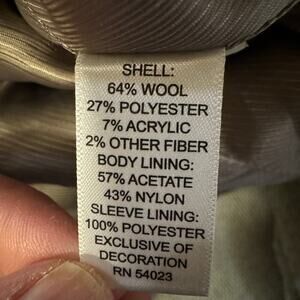 SHELL:
64% WOOL
27% POLYESTER
7% ACRYLIC
2% OTHER FIBER
BODY LINING:
57% ACETATE
43% NYLON
SLEEVE LINING:
100% POLYESTER
EXCLUSIVE OF
DECORATION
RN 54023